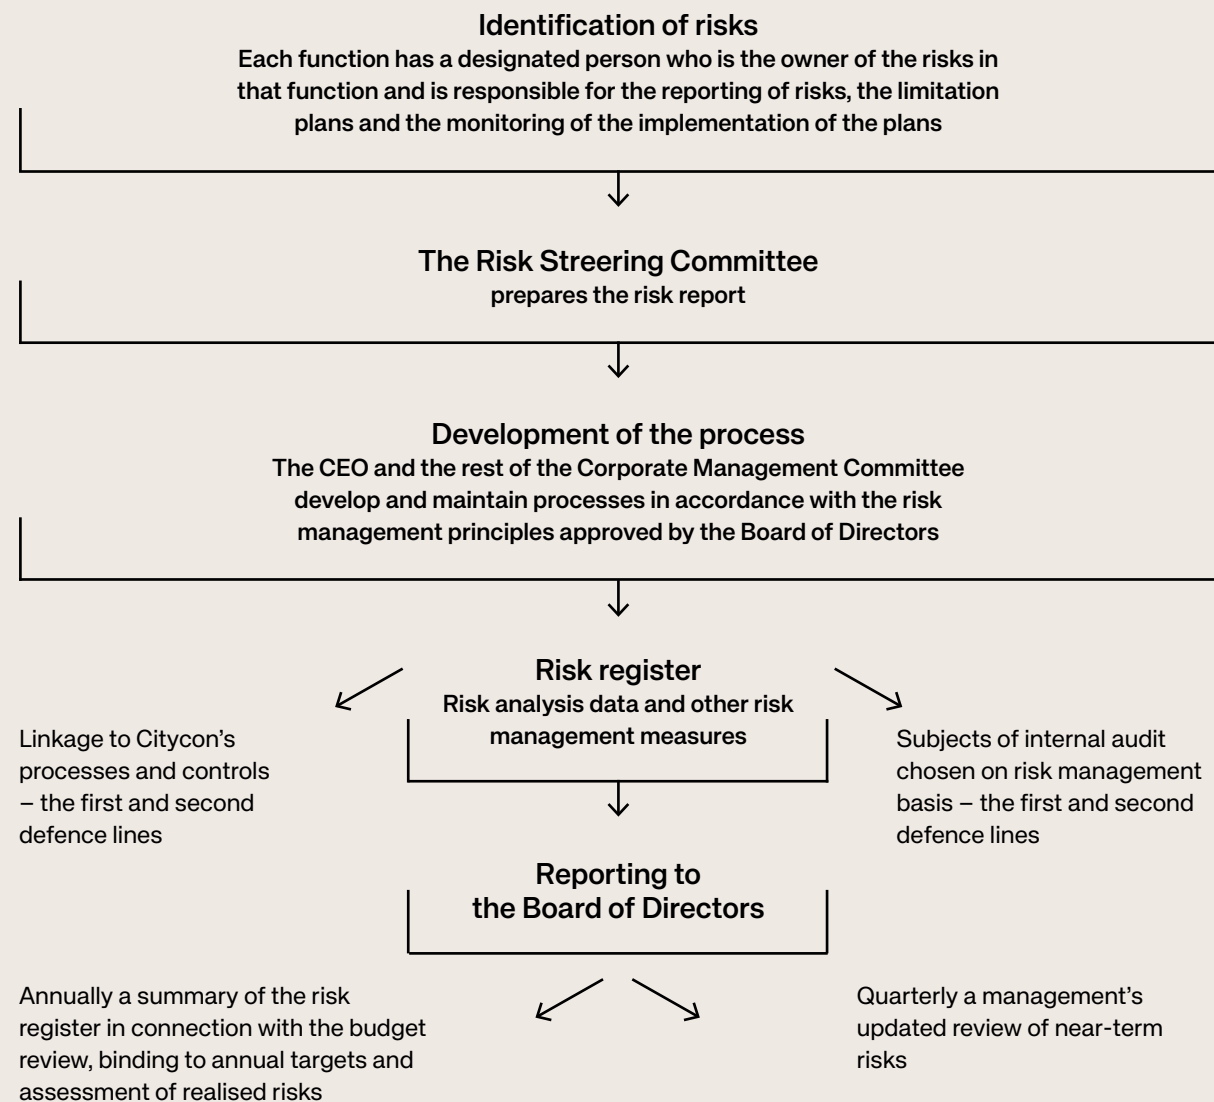 Identification of risks
Each function has a designated person who is the owner of the risks in
that function and is responsible for the reporting of risks, the limitation
plans and the monitoring of the implementation of the plans
The Risk Streering Committee
prepares the risk report
Development of the process
The CEO and the rest of the Corporate Management Committee
develop and maintain processes in accordance with the risk
management principles approved by the Board of Directors
Risk register
Risk analysis data and other risk
management measures
Linkage to Citycon’s
processes and controls
– the first and second
defence lines
Subjects of internal audit
chosen on risk management
basis – the first and second
defence lines
Reporting to
the Board of Directors
Annually a summary of the risk
register in connection with the budget
review, binding to annual targets and
assessment of realised risks
Quarterly a management’s
updated review of near-term
risks